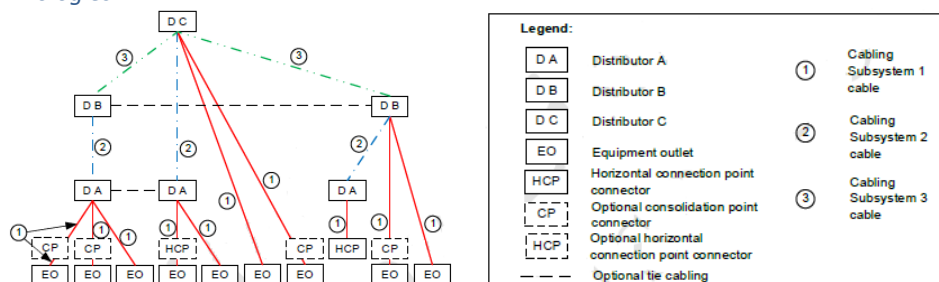 D C
3
3
D B
D B
2
2
2
1
1
D A
D A
D A
1
1
1
1
1
1
1
1
1
CP
CP
HCP
CP
HCP
CP
EO
EO
EO
EO
EO
EO
EO
EO
EO
Legend:
D A
Distributor A
D B
Distributor B
D C
Distributor C
EO
Equipment outlet
HCP
Horizontal connection point
connector
CP
Optional consolidation point
connector
HCP
Optional horizontal
connection point connector
Optional tie cabling
1
Cabling
Subsystem 1
cable
2
Cabling
Subsystem 2
cable
3
Cabling
Subsystem 3
cable